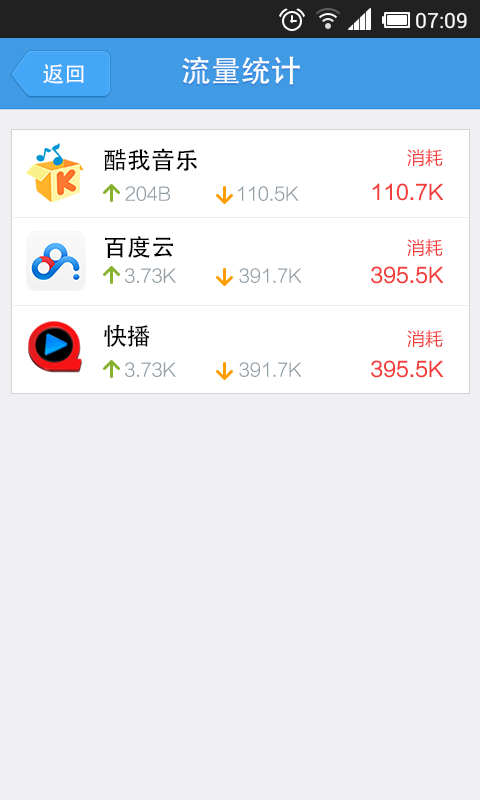 07:09
返回
流量统计
酷我音乐
消耗
204B
110.5K
110.7K
K
百度云
消耗
3.73K
391.7K
395.5K
快播
消耗
3.73K
391.7K
395.5K